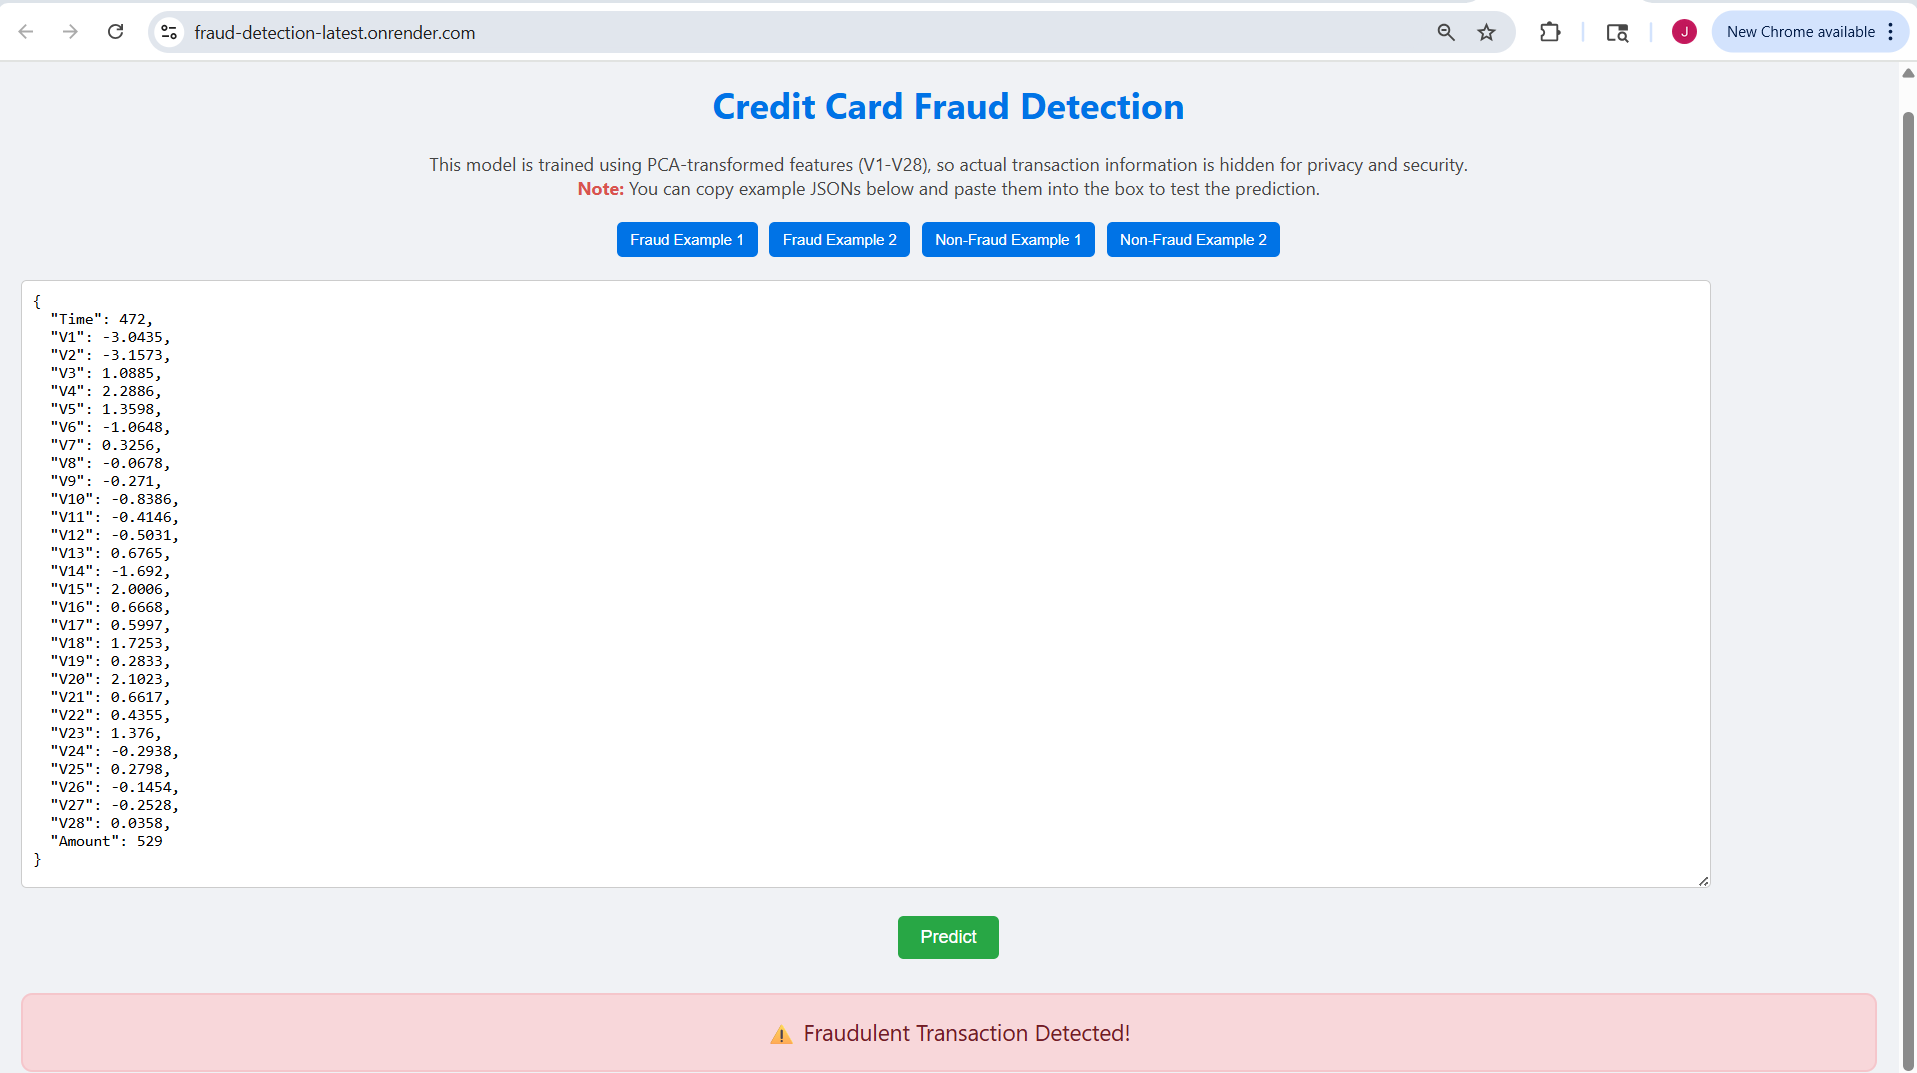 fraud-detection-latest.onrender.com
J
New Chrome available
Credit Card Fraud Detection
This model is trained using PCA-transformed features (V1-V28), so actual transaction information is hidden for privacy and security.
Note: You can copy example JSONs below and paste them into the box to test the prediction.
Fraud Example 1
Fraud Example 2
Non-Fraud Example 1
Non-Fraud Example 2
{
"Time": 472,
"V1": -3.0435,
"V2": -3.1573,
"V3": 1.0885,
"V4": 2.2886,
"V5": 1.3598,
"V6": -1.0648,
"V7": 0.3256,
"V8": -0.0678,
"V9": -0.271,
"V10": -0.8386,
"V11": -0.4146,
"V12": -0.5031,
"V13": 0.6765,
"V14": -1.692,
"V15": 2.0006,
"V16": 0.6668,
"V17": 0.5997,
"V18": 1.7253,
"V19": 0.2833,
"V20": 2.1023,
"V21": 0.6617,
"V22": 0.4355,
"V23": 1.376,
"V24": -0.2938,
"V25": 0.2798,
"V26": -0.1454,
"V27": -0.2528,
"V28": 0.0358,
"Amount": 529
}
Predict
⚠️ Fraudulent Transaction Detected!